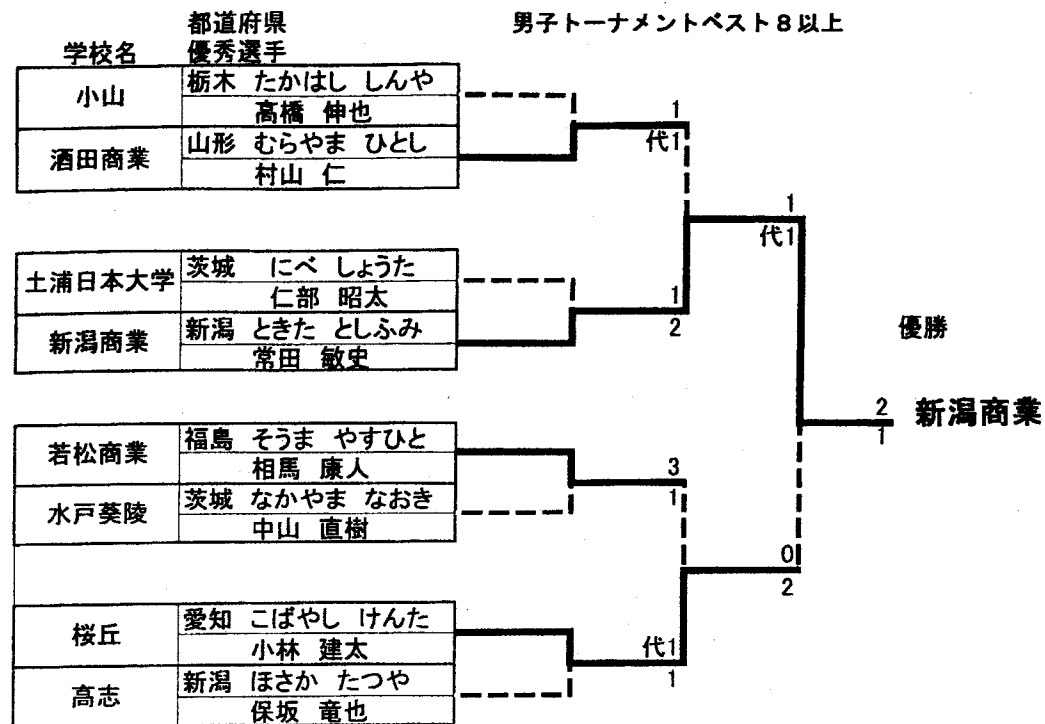 都道府県
男子トーナメントベスト８以上
学校名 優秀選手
小山 栃木 たかはし しんや
高橋 伸也
酒田商業 山形 むらやま ひとし
村山 仁
土浦日本大学 茨城 にべ しょうた
仁部 昭太
新潟商業 新潟 ときた としふみ
常田 敏史
若松商業 福島 そうま やすひと
相馬 康人
水戸葵陵 茨城 なかやま なおき
中山 直樹
桜丘 愛知 こばやし けんた
小林 建太
高志 新潟 ほさか たつや
保坂 竜也
1
代1
1
2
3
1
代1
1
1
代1
0
2
優勝
2
1
新潟商業